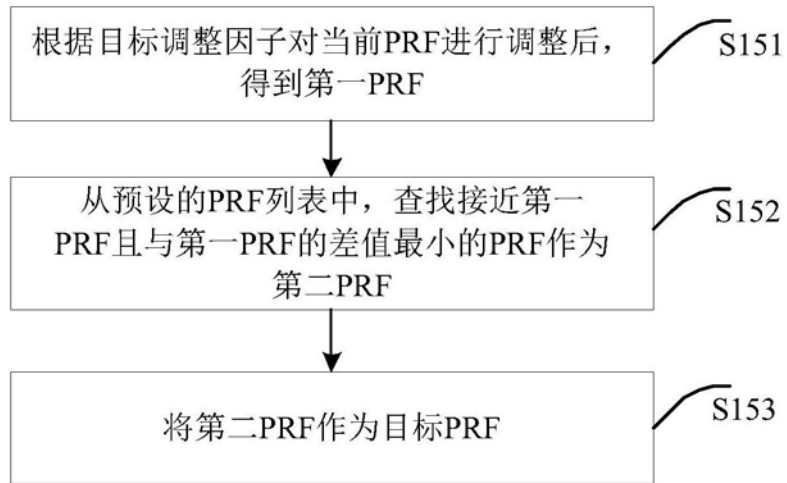 根据目标调整因子对当前PRF进行调整后，
得到第一PRF
S151
从预设的PRF列表中，查找接近第一
PRF且与第一PRF的差值最小的PRF作为
第二PRF
S152
将第二PRF作为目标PRF
S153